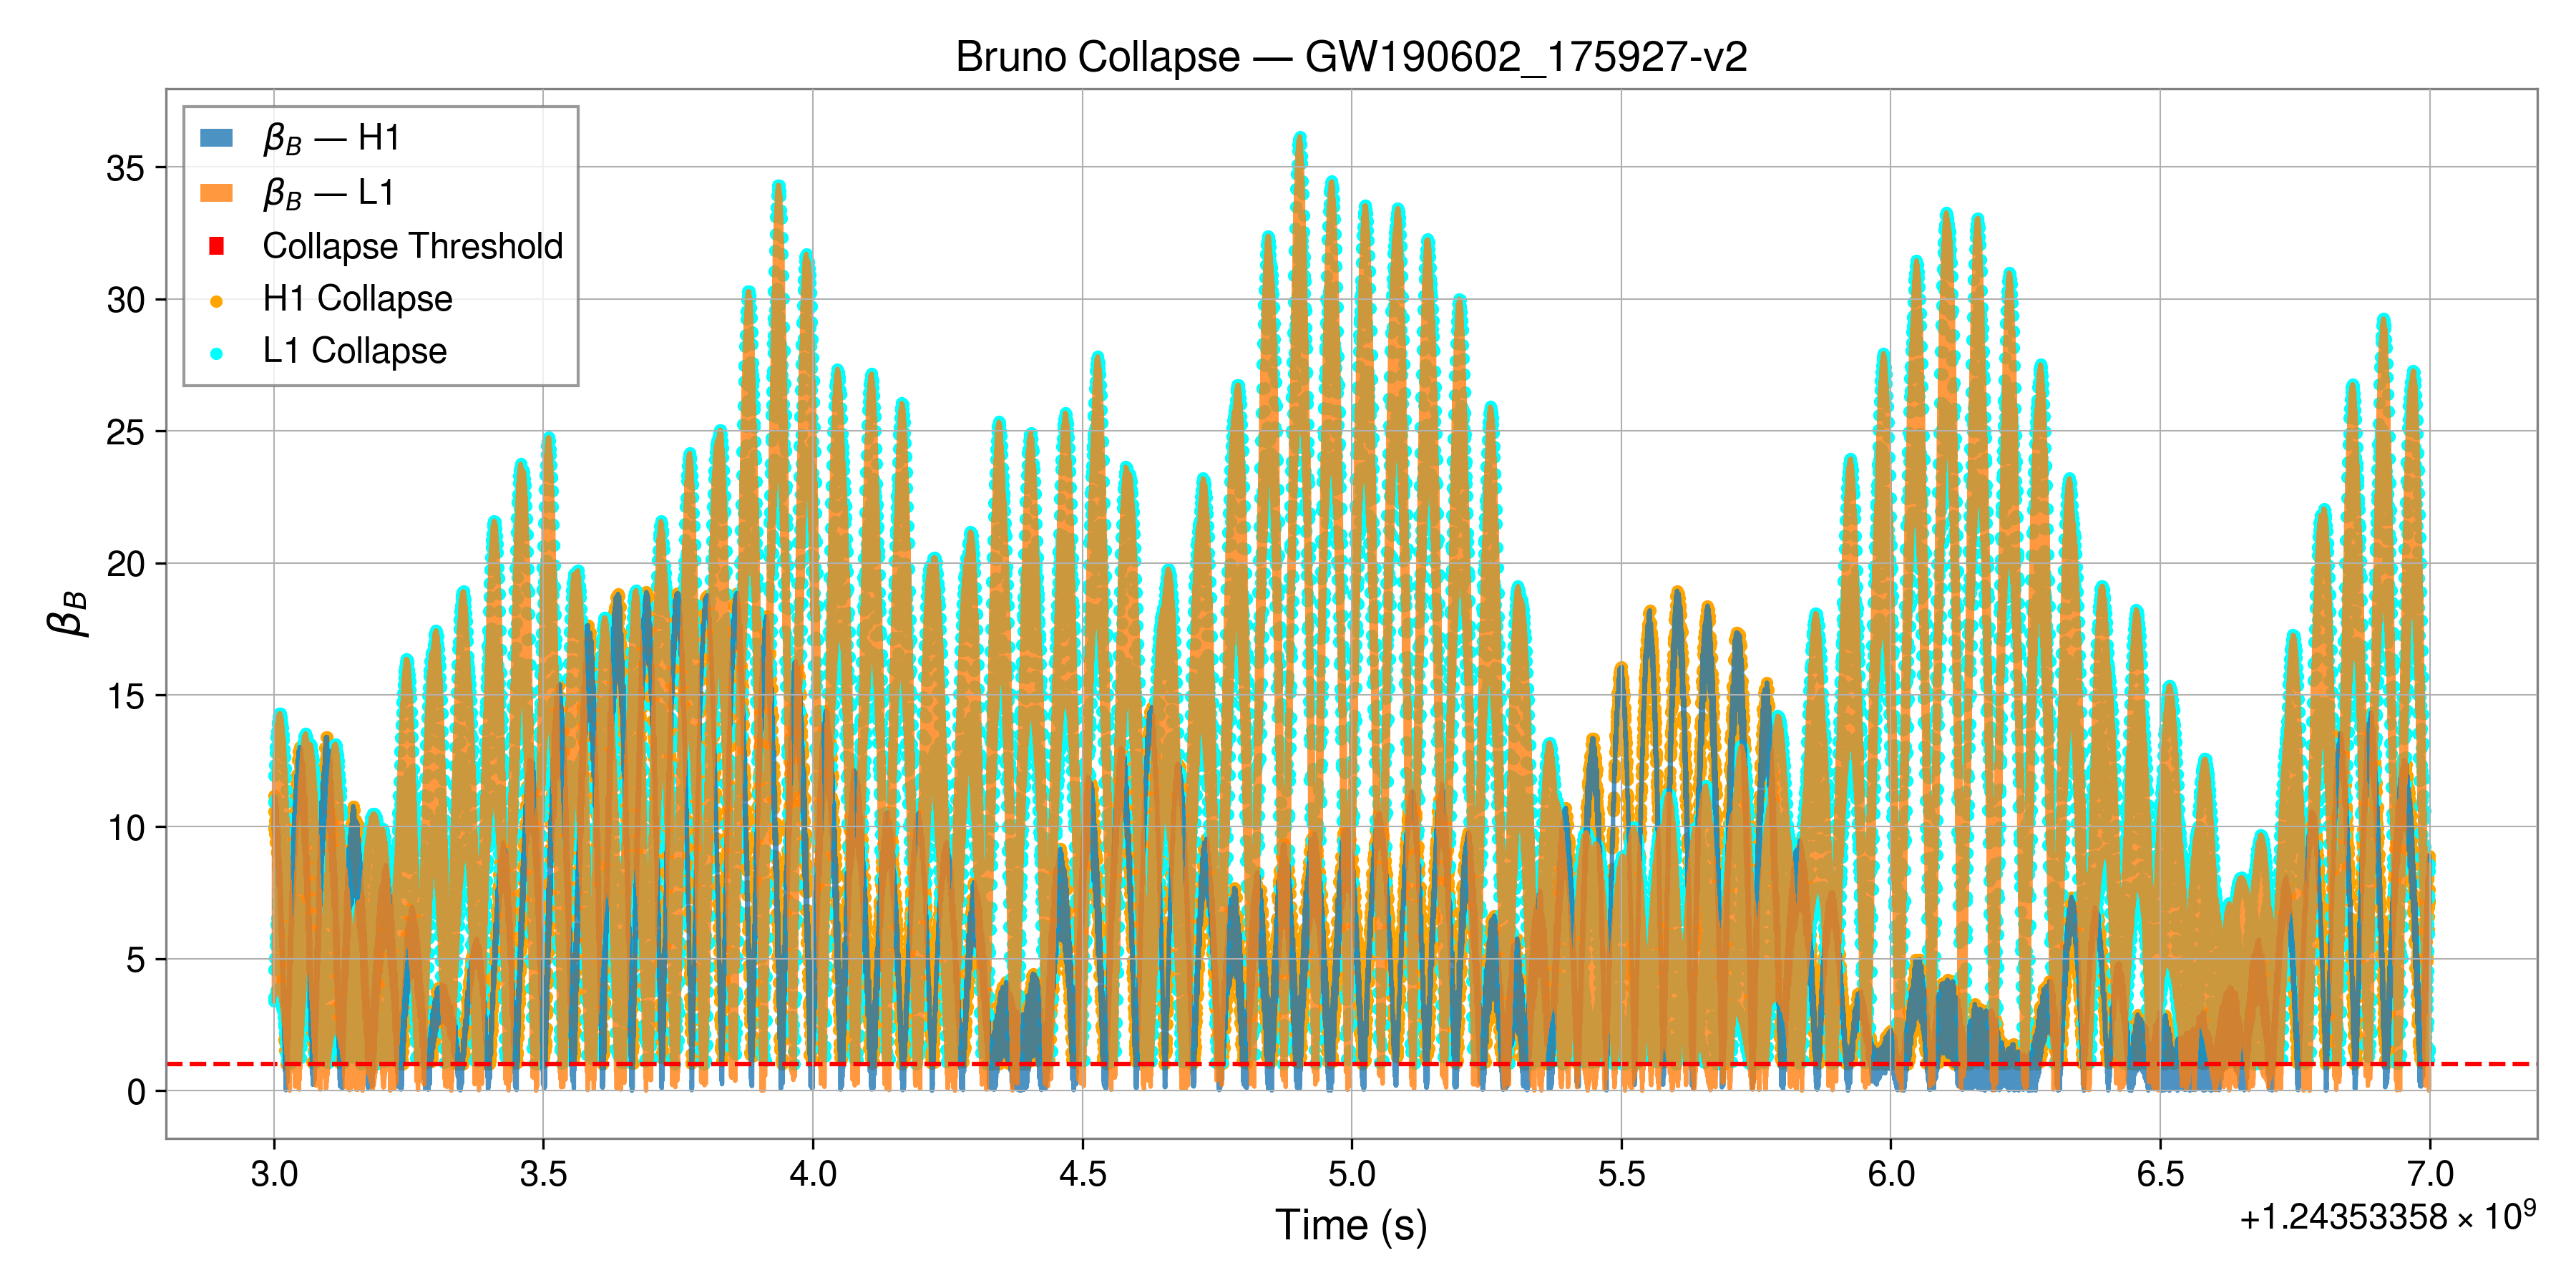 Bruno Collapse — GW190602_175927-v2
β_B — H1
β_B — L1
Collapse Threshold
H1 Collapse
L1 Collapse
β_B
35
30
25
20
15
10
5
0
3.0 3.5 4.0 4.5 5.0 5.5 6.0 6.5 7.0
Time (s)
+1.24353358 × 10⁹